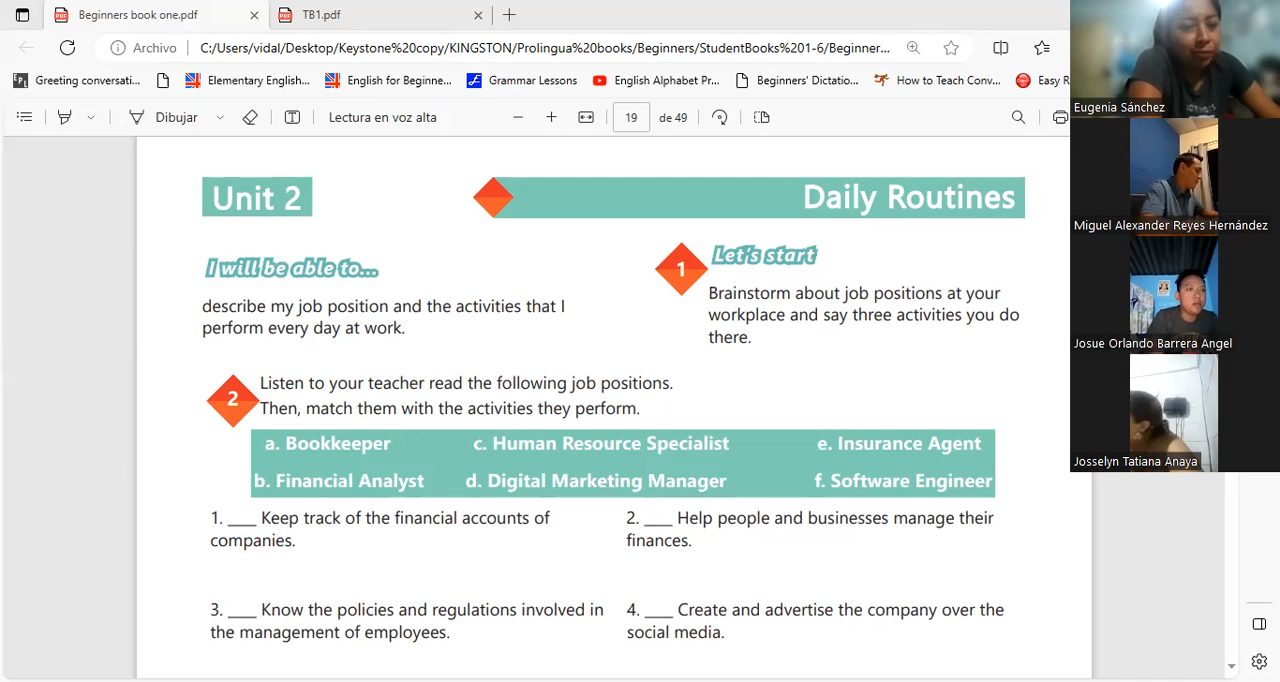 Beginners book one.pdf
TB1.pdf
Archivo
C:/Users/vidal/Desktop/Keystone%20copy/KINGSTON/Prolingua%20books/Beginners/StudentBooks%201-6/Beginner...
Greeting conversati...
Elementary English...
English for Beginne...
Grammar Lessons
English Alphabet Pr...
Beginners' Dictatio...
How to Teach Conv...
Easy R
Dibujar
Lectura en voz alta
19
de 49
Unit 2
Daily Routines
I will be able to...
describe my job position and the activities that I
perform every day at work.
1
Let's start
Brainstorm about job positions at your
workplace and say three activities you do
there.
2
Listen to your teacher read the following job positions.
Then, match them with the activities they perform.
a. Bookkeeper
c. Human Resource Specialist
e. Insurance Agent
b. Financial Analyst
d. Digital Marketing Manager
f. Software Engineer
1. ___ Keep track of the financial accounts of
companies.
2. ___ Help people and businesses manage their
finances.
3. ___ Know the policies and regulations involved in
the management of employees.
4. ___ Create and advertise the company over the
social media.
Eugenia Sánchez
Miguel Alexander Reyes Hernández
Josue Orlando Barrera Angel
Josselyn Tatiana Anaya